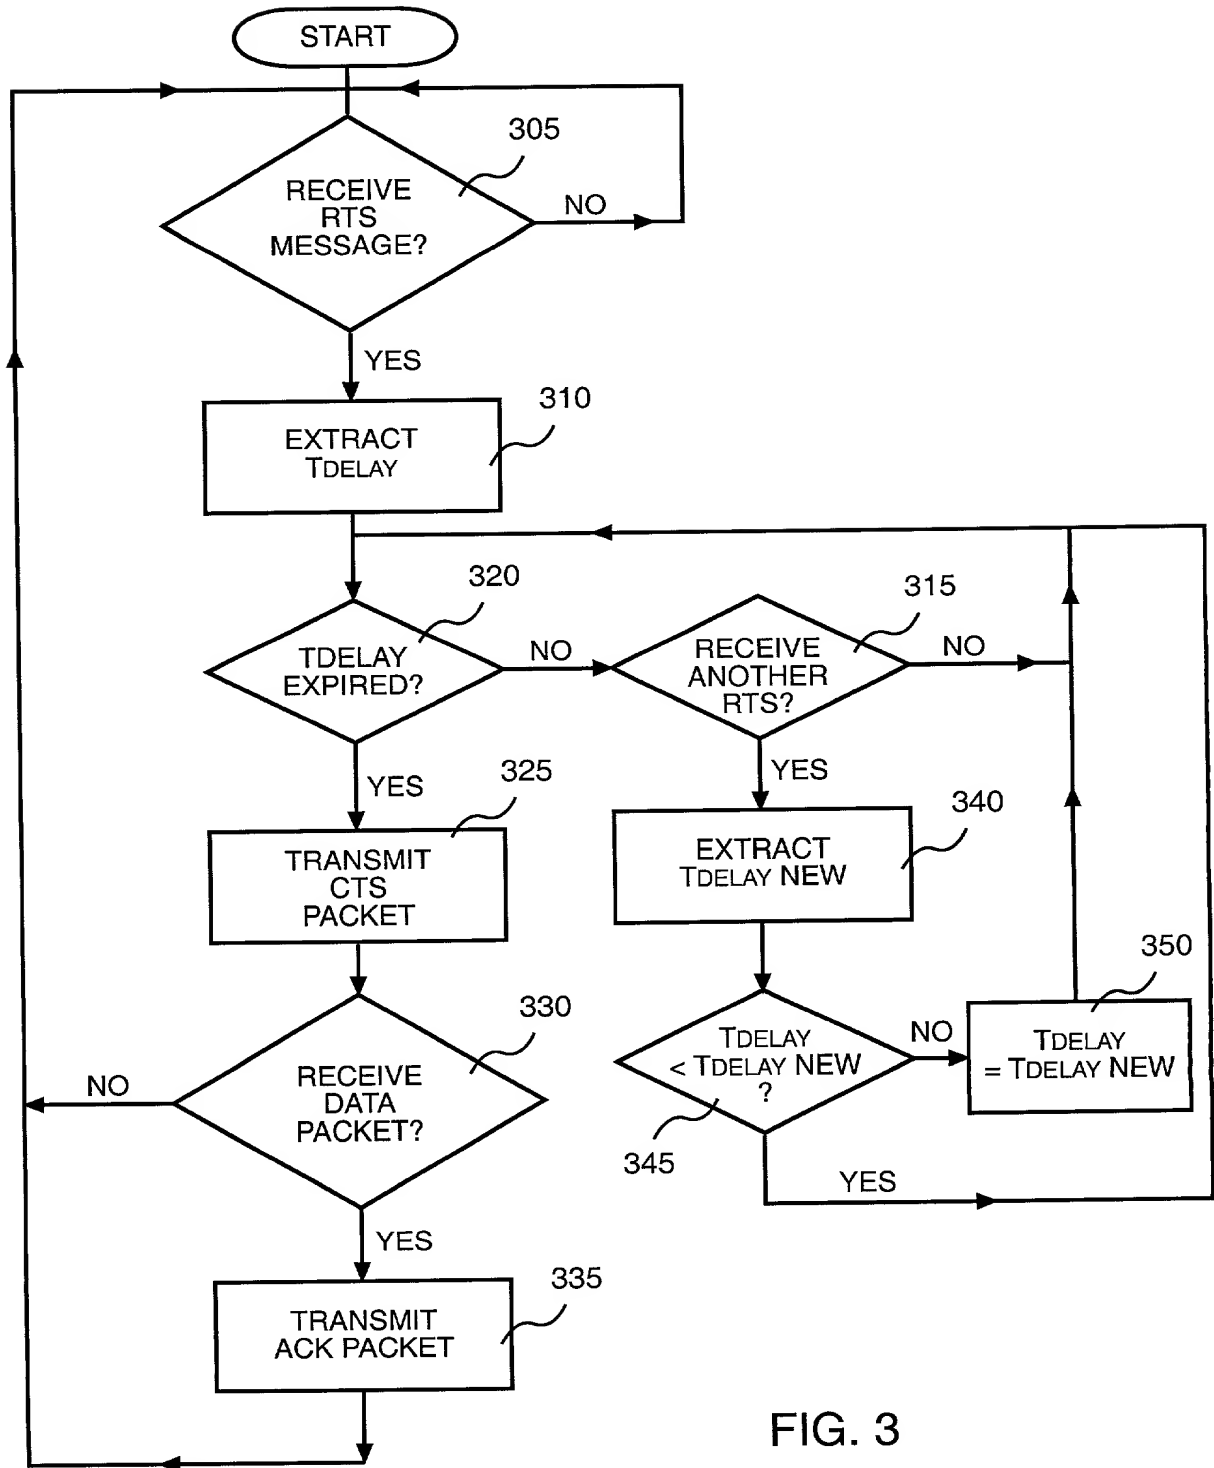 START
305
RECEIVE
RTS
MESSAGE?
NO
YES
310
EXTRACT
TDELAY
320
TDELAY
EXPIRED?
NO
315
RECEIVE
ANOTHER
RTS?
NO
YES
YES
325
TRANSMIT
CTS
PACKET
340
EXTRACT
TDELAY NEW
330
RECEIVE
DATA
PACKET?
NO
YES
345
TDELAY
< TDELAY NEW
?
NO
YES
350
TDELAY
= TDELAY NEW
335
TRANSMIT
ACK PACKET
FIG. 3